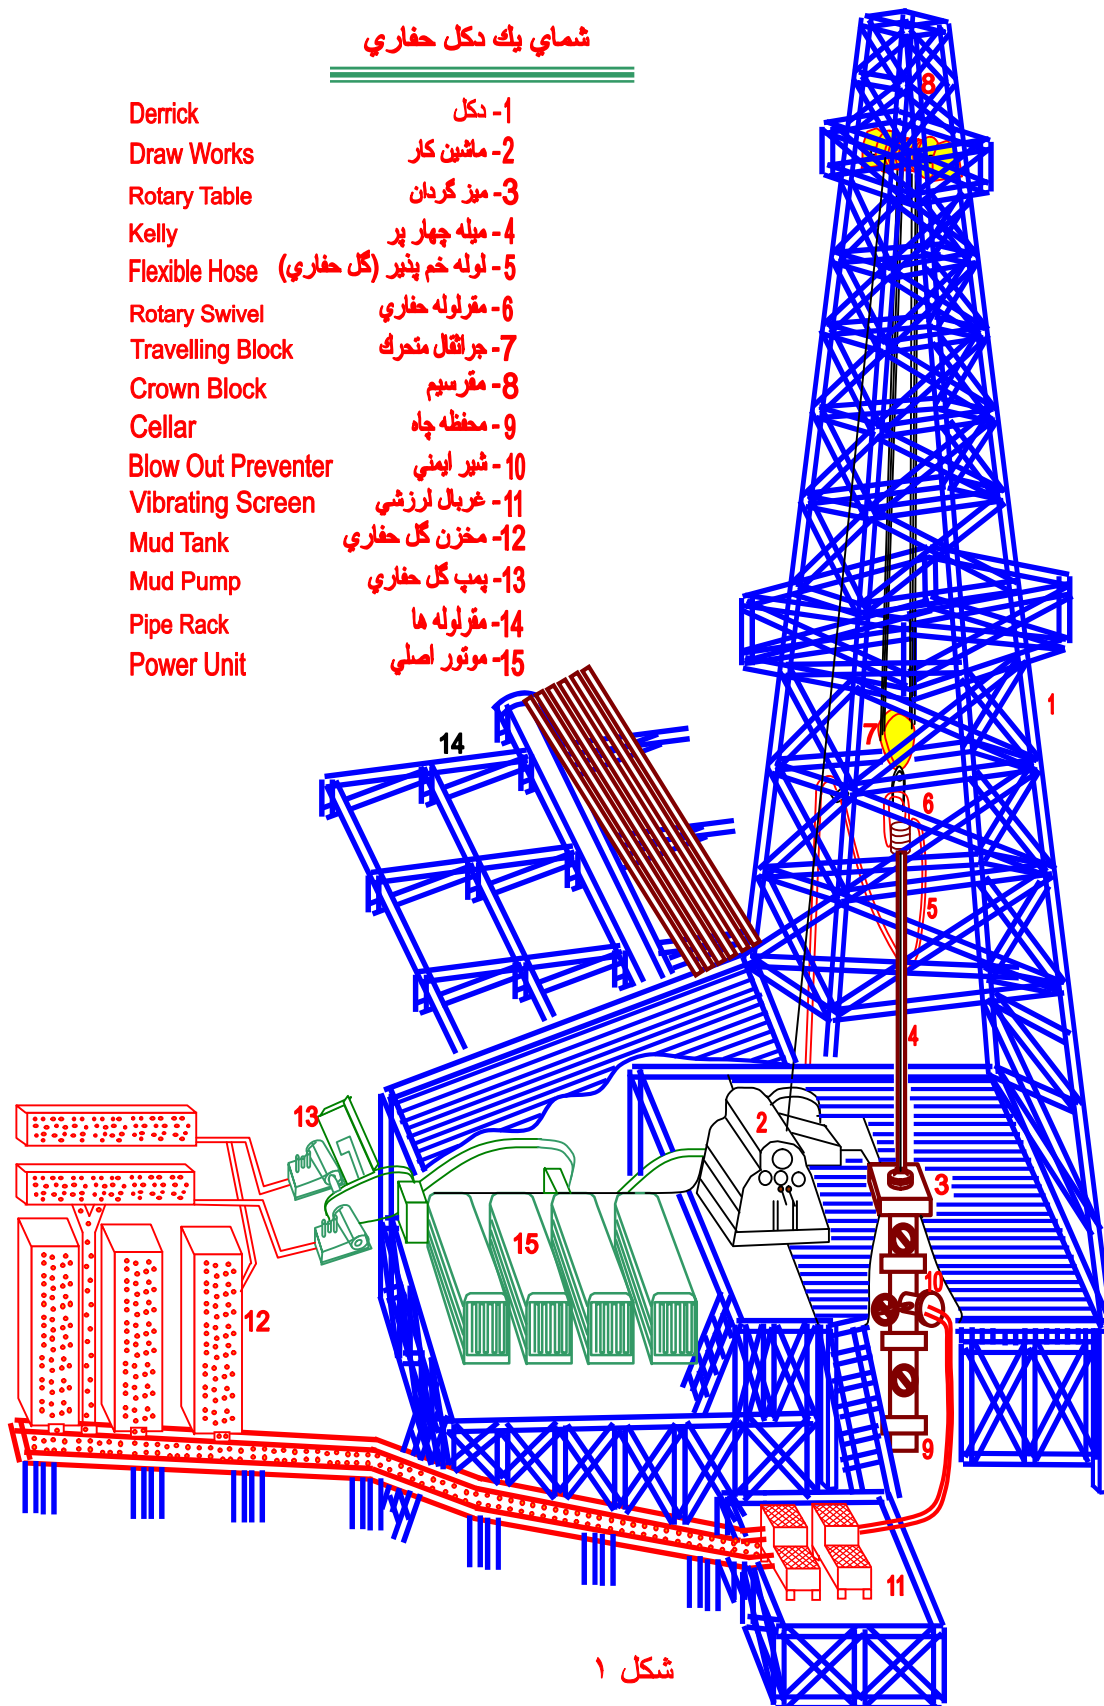 شماي يك دكل حفاري
Derrick 1- دكل
Draw Works 2- ماشين كار
Rotary Table 3- ميز گردان
Kelly 4- ميله چهار پر
Flexible Hose 5- لوله خم پذير (گل حفاري)
Rotary Swivel 6- مقرلوله حفاري
Travelling Block 7- جراثقال متحرك
Crown Block 8- مقرسيم
Cellar 9- محفظه چاه
Blow Out Preventer 10- شير ايمني
Vibrating Screen 11- غربال لرزشي
Mud Tank 12- مخزن گل حفاري
Mud Pump 13- پمپ گل حفاري
Pipe Rack 14- مقرلوله ها
Power Unit 15- موتور اصلي
8
1
7
14
6
5
4
13
2
3
15
10
12
9
11
شكل ١